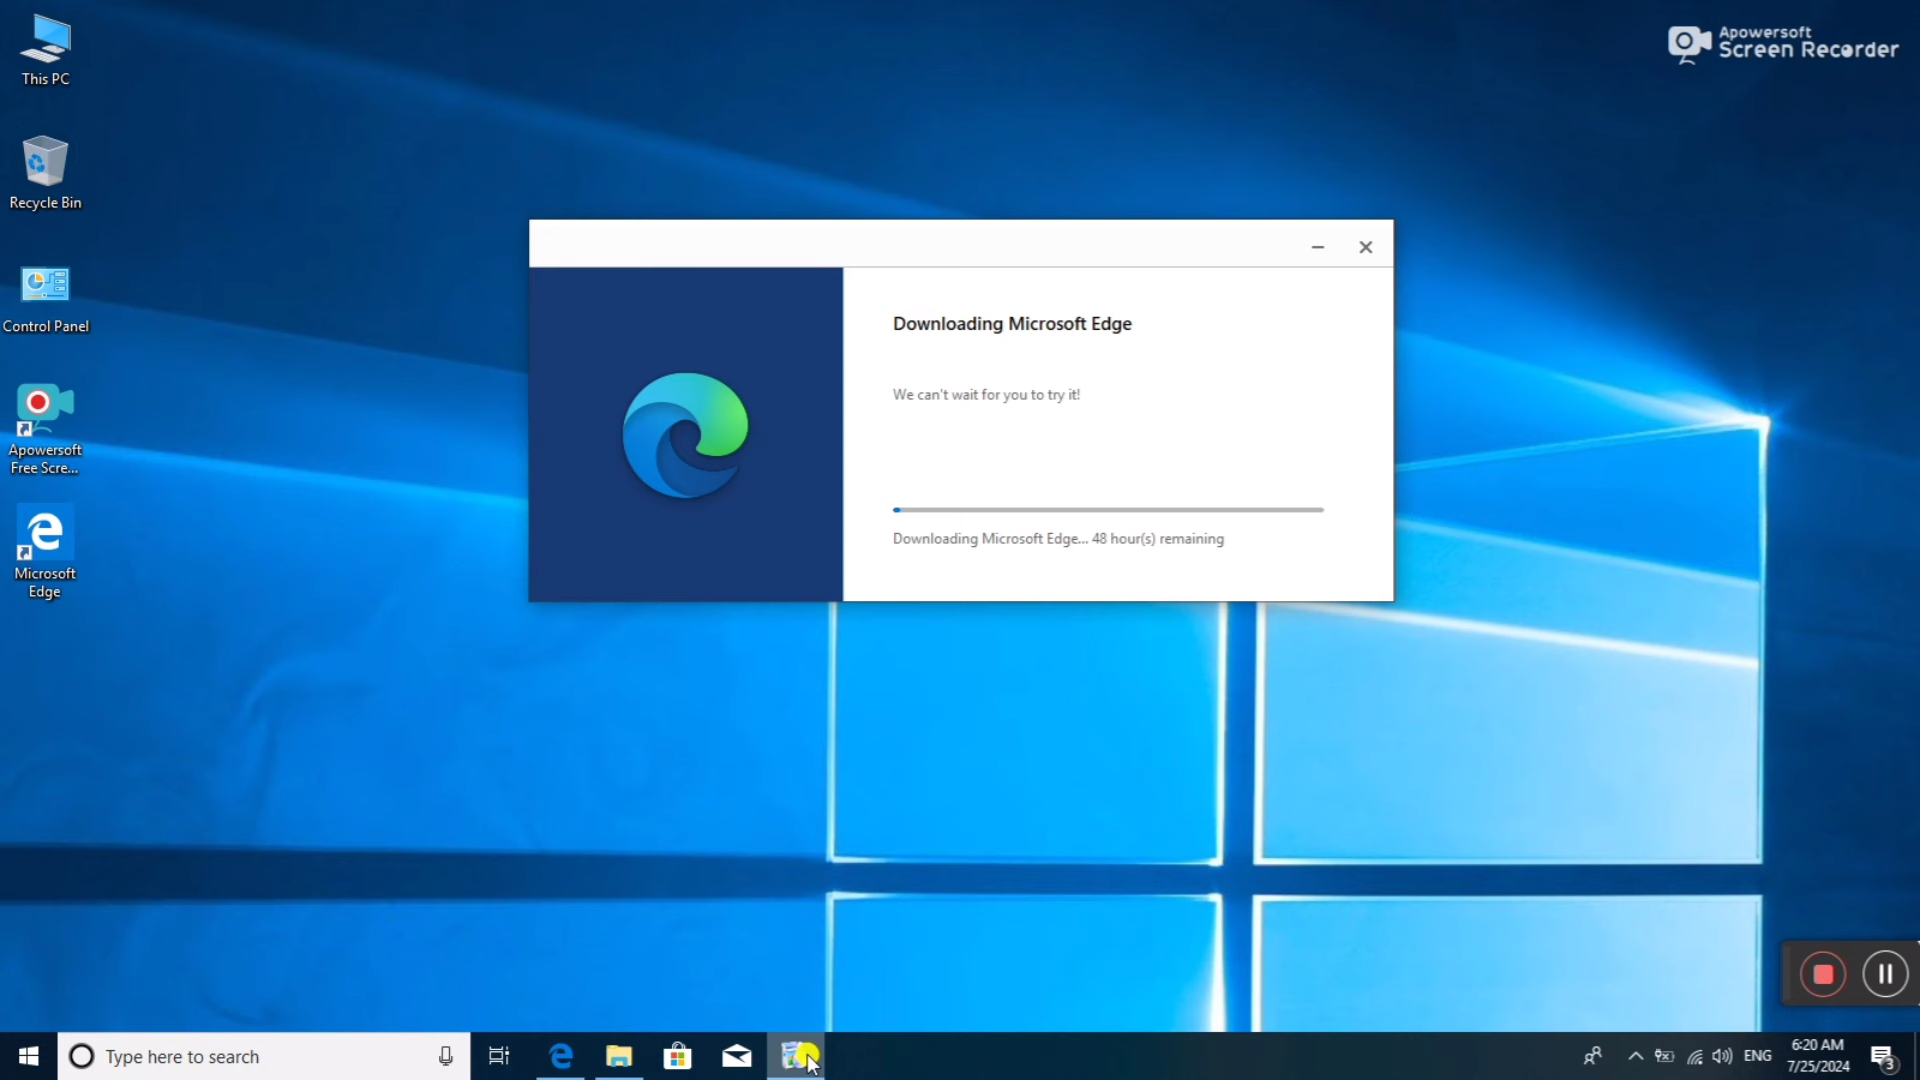 This PC
Apowersoft
Screen Recorder
Recycle Bin
Control Panel
Apowersoft
Free Scre...
Microsoft
Edge
Downloading Microsoft Edge
We can't wait for you to try it!
Downloading Microsoft Edge... 48 hour(s) remaining
Type here to search
ENG
6:20 AM
7/25/2024
3